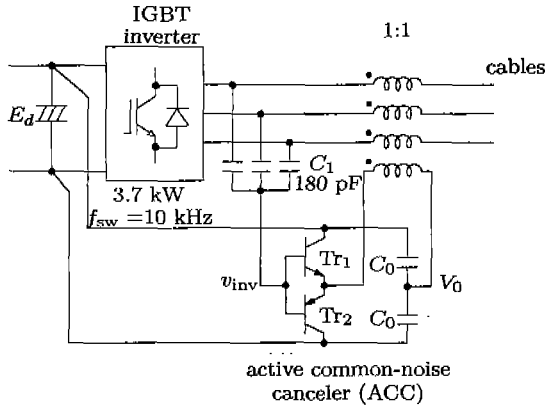 IGBT
inverter
1:1
cables
E_d
C_1
180 pF
3.7 kW
f_sw =10 kHz
Tr_1
C_0
v_inv
V_0
Tr_2
C_0
active common-noise
canceler (ACC)